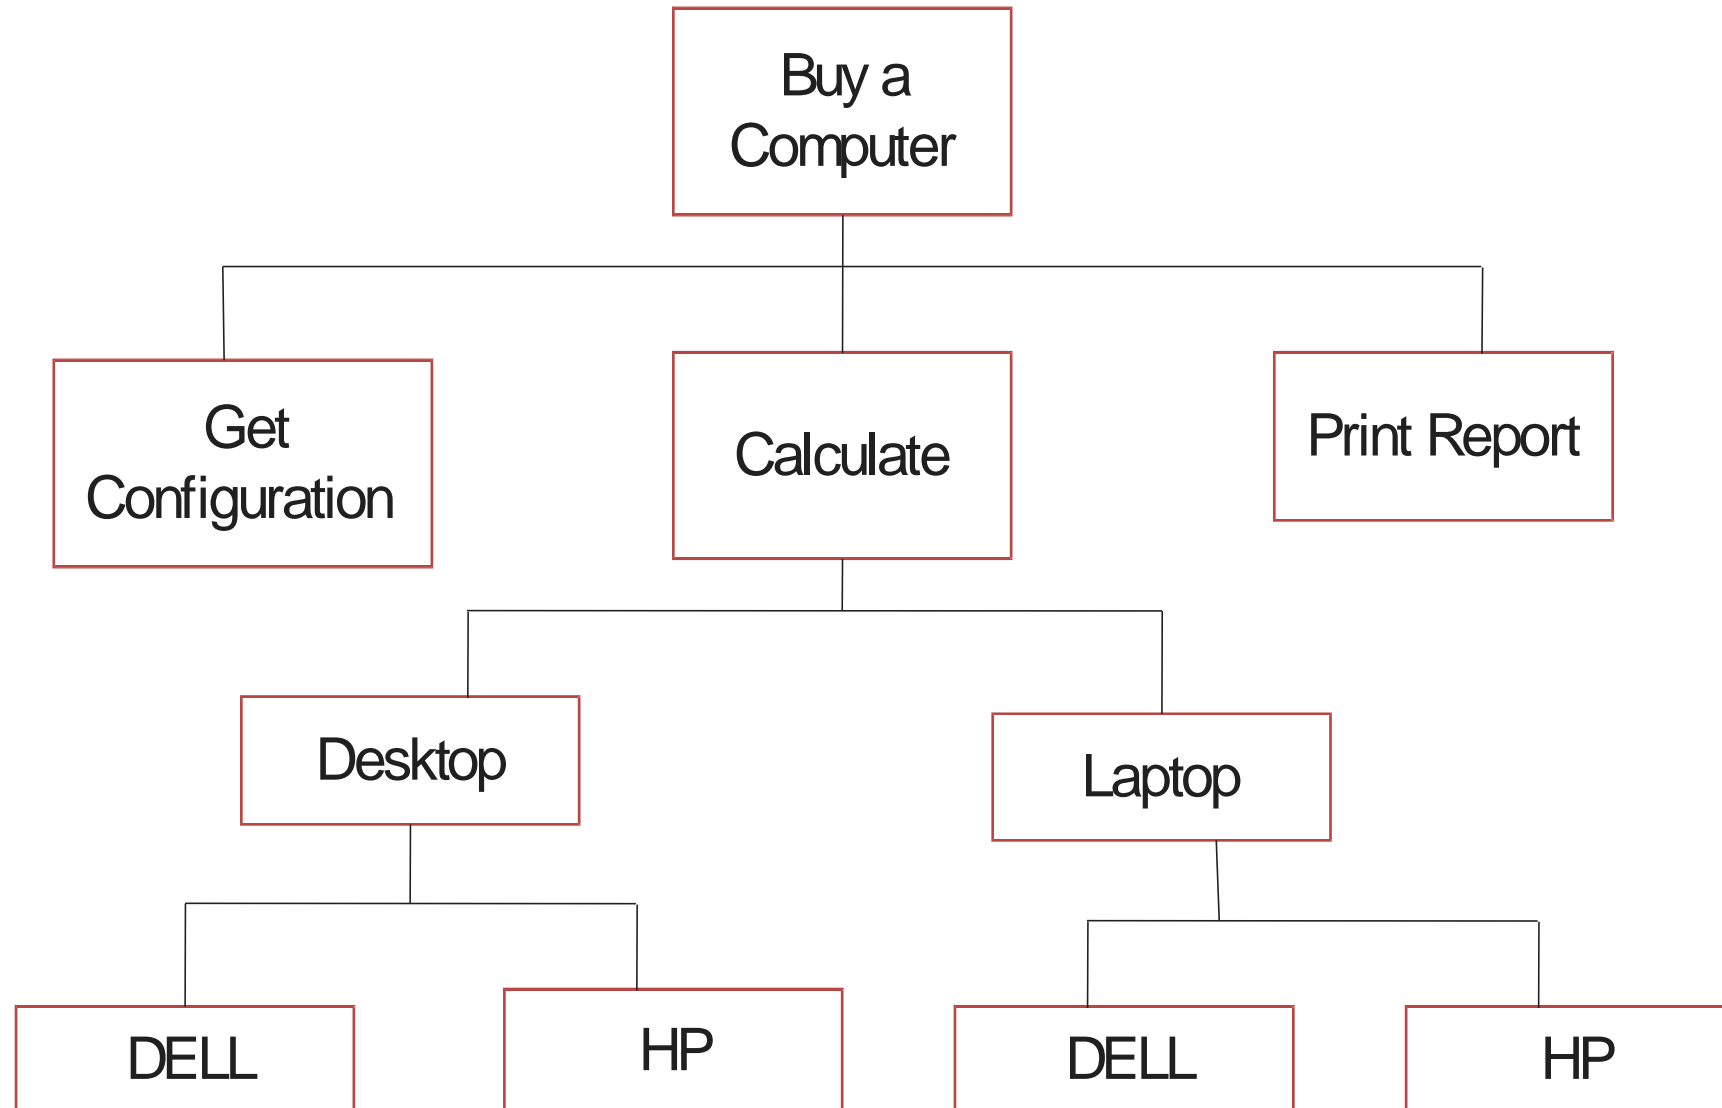 Buy a
Computer
Get
Configuration
Calculate
Print Report
Desktop
Laptop
DELL
HP
DELL
HP